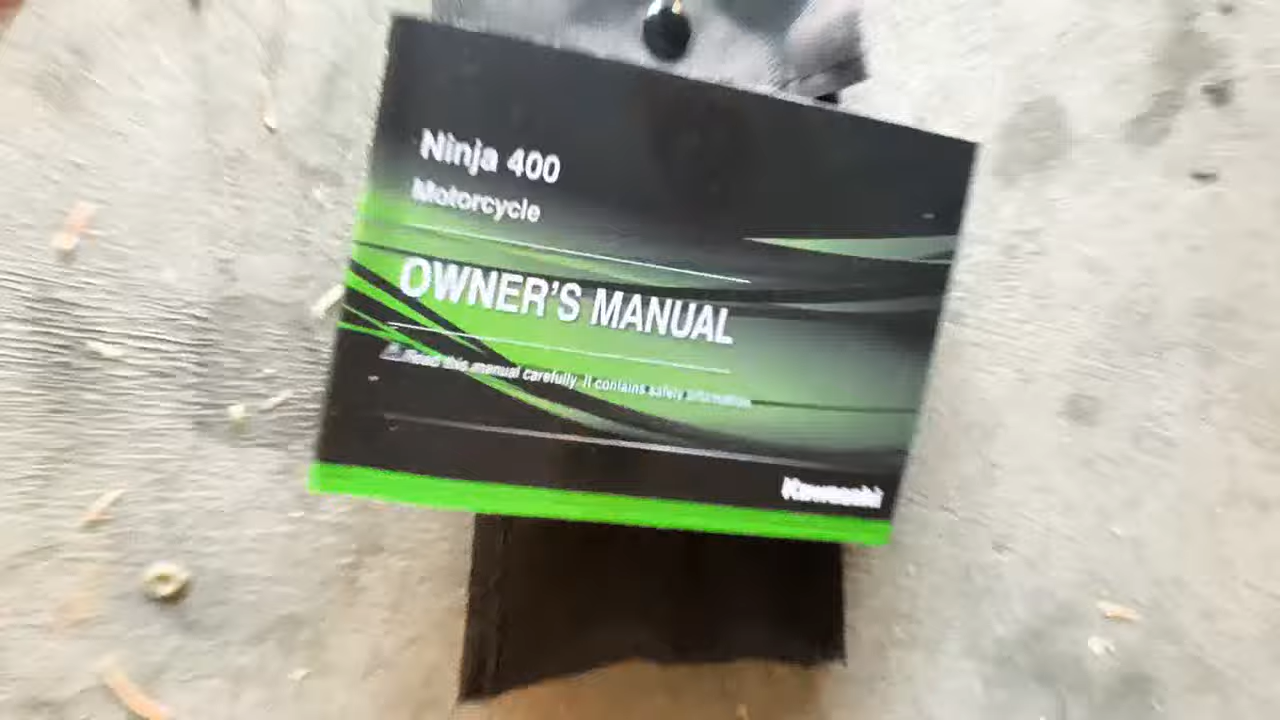 Ninja 400
Motorcycle
OWNER'S MANUAL
Read this manual carefully. It contains safety information.
Kawasaki